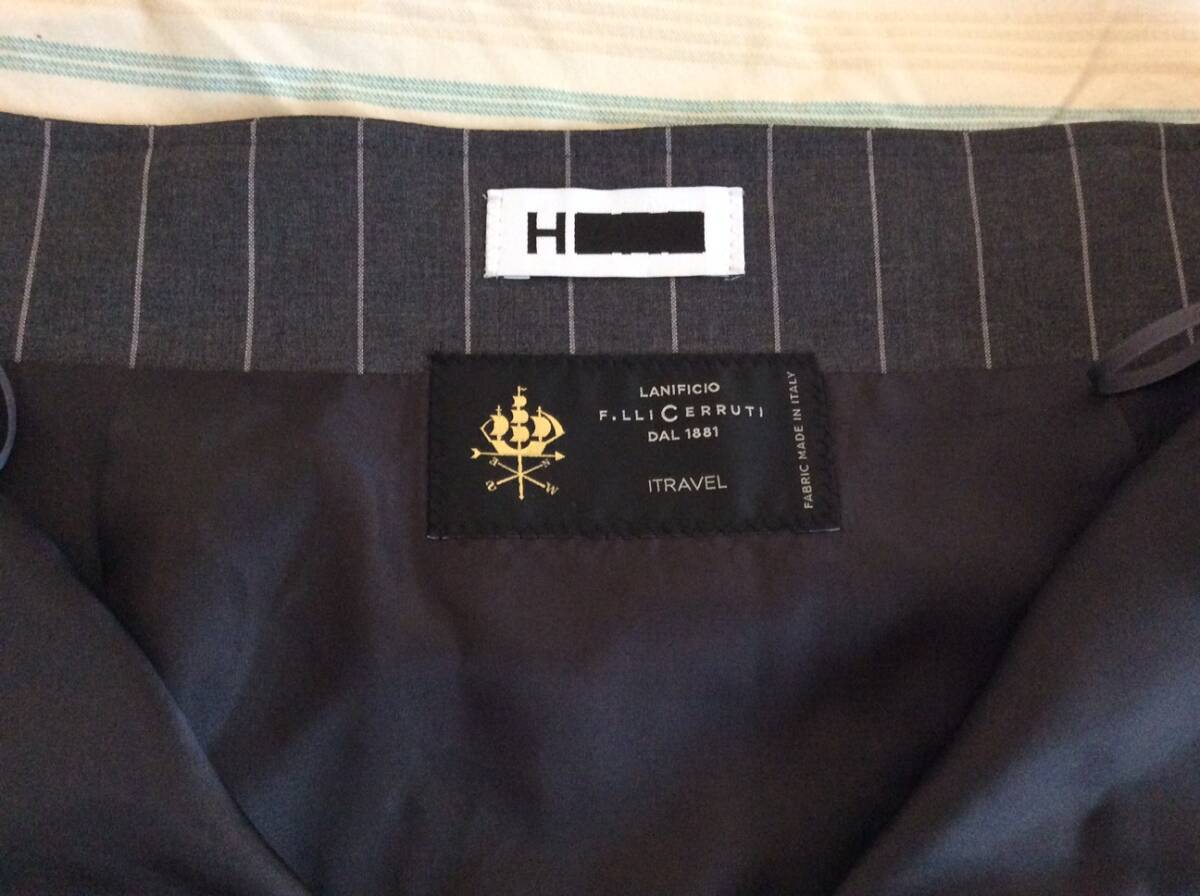 H
LANIFICIO
F.LLI CERRUTI
DAL 1881
ITRAVEL
FABRIC MADE IN ITALY
N
E
S
W